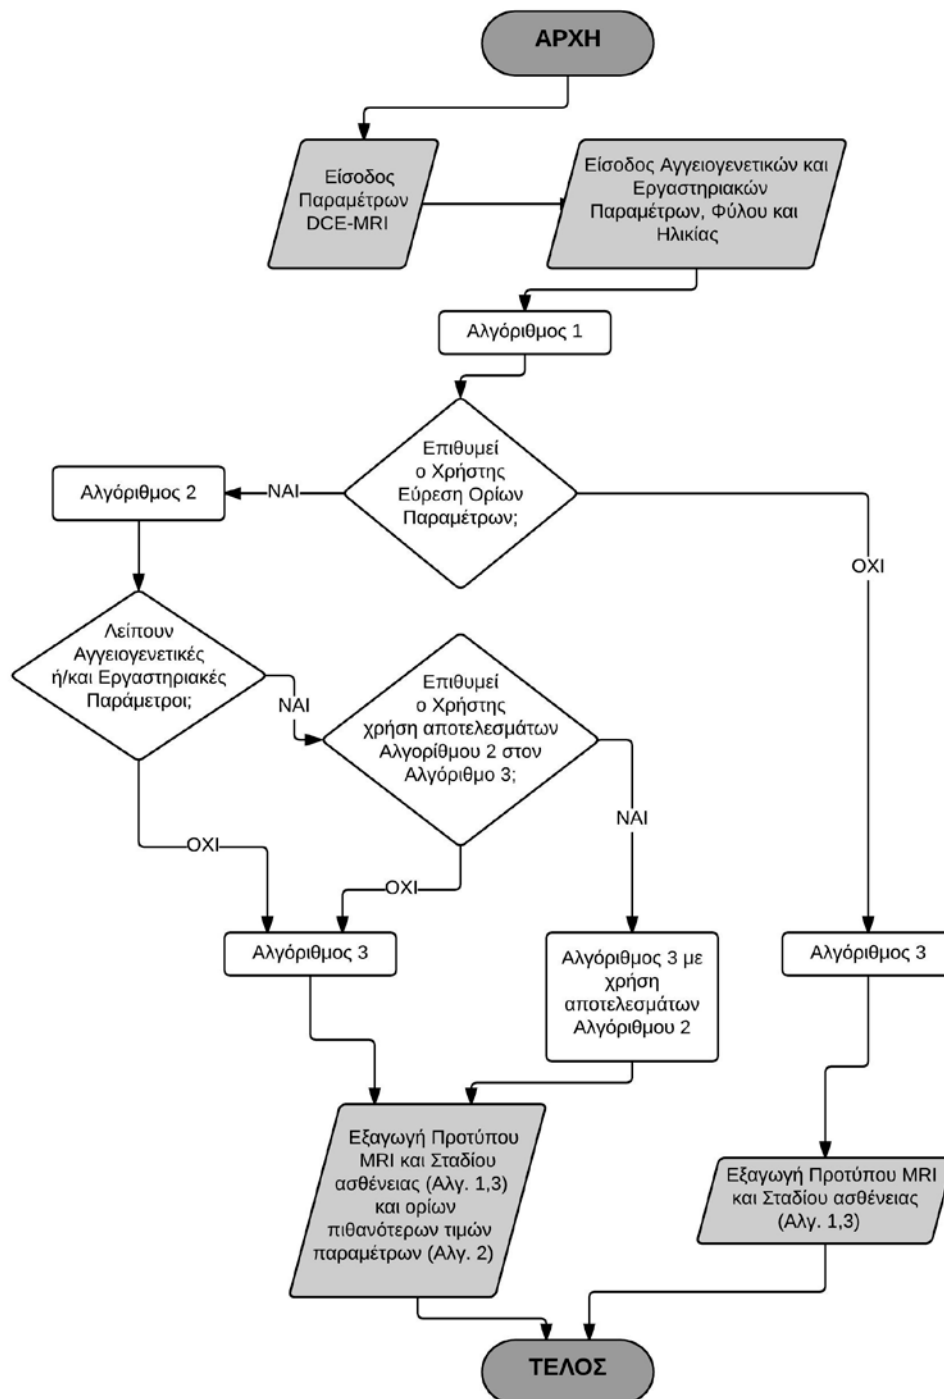 ΑΡΧΗ
Είσοδος
Παραμέτρων
DCE-MRI
Είσοδος Αγγειογενετικών και
Εργαστηριακών
Παραμέτρων, Φύλου και
Ηλικίας
Αλγόριθμος 1
Επιθυμεί
ο Χρήστης
Εύρεση Ορίων
Παραμέτρων;
ΝΑΙ
Αλγόριθμος 2
ΟΧΙ
Λείπουν
Αγγειογενετικές
ή/και Εργαστηριακές
Παράμετροι;
ΝΑΙ
Επιθυμεί
ο Χρήστης
χρήση αποτελεσμάτων
Αλγορίθμου 2 στον
Αλγόριθμο 3;
ΝΑΙ
ΟΧΙ
ΟΧΙ
Αλγόριθμος 3
Αλγόριθμος 3 με
χρήση
αποτελεσμάτων
Αλγόριθμου 2
Αλγόριθμος 3
Εξαγωγή Προτύπου
MRI και Σταδίου
ασθένειας (Αλγ. 1,3)
και ορίων
πιθανότερων τιμών
παραμέτρων (Αλγ. 2)
Εξαγωγή Προτύπου MRI
και Σταδίου ασθένειας
(Αλγ. 1,3)
ΤΕΛΟΣ